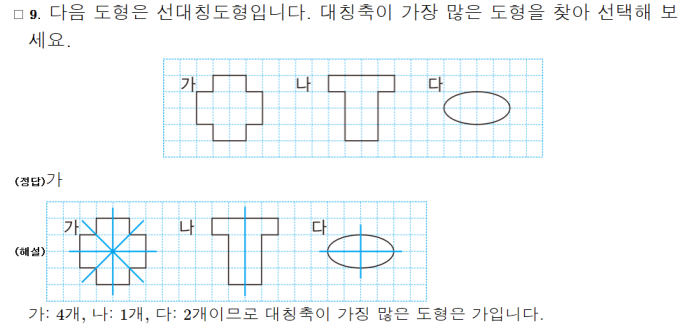 □ 9. 다음 도형은 선대칭도형입니다. 대칭축이 가장 많은 도형을 찾아 선택해 보
세요.
가 나 다
(정답)가
가 나 다
(해설)
가: 4개, 나: 1개, 다: 2개이므로 대칭축이 가징 많은 도형은 가입니다.